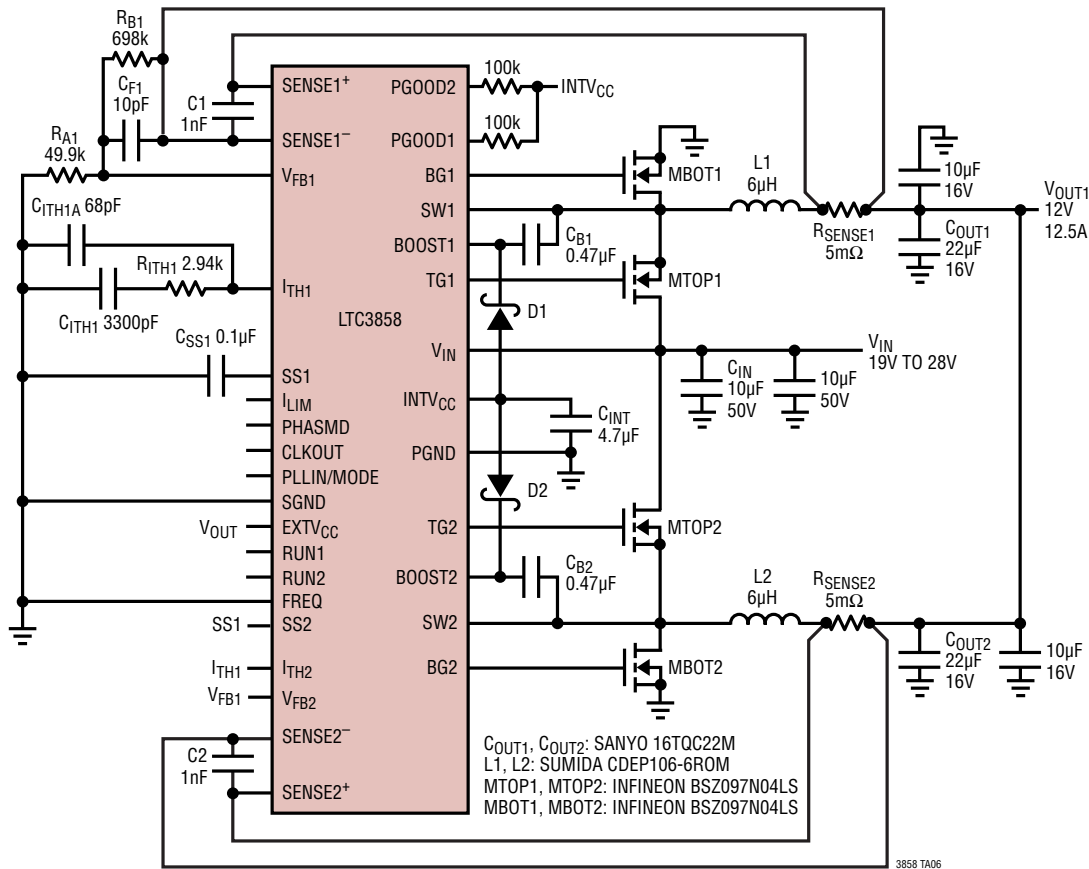 RB1
698k
CF1
10pF
C1
1nF
RA1
49.9k
CITH1A 68pF
RITH1 2.94k
CITH1 3300pF
CSS1 0.1µF
VOUT
SS1
ITH1
VFB1
C2
1nF
SENSE1+
SENSE1–
VFB1
ITH1
SS1
ILIM
PHASMD
CLKOUT
PLLIN/MODE
SGND
EXTVCC
RUN1
RUN2
FREQ
SS2
ITH2
VFB2
SENSE2–
SENSE2+
LTC3858
PGOOD2
PGOOD1
BG1
SW1
BOOST1
TG1
VIN
INTVCC
PGND
TG2
BOOST2
SW2
BG2
100k
100k
INTVCC
MBOT1
L1
6µH
CB1
0.47µF
MTOP1
D1
RSENSE1
5mΩ
10µF
16V
COUT1
22µF
16V
VOUT1
12V
12.5A
VIN
19V TO 28V
CIN
10µF
50V
10µF
50V
CINT
4.7µF
D2
MTOP2
CB2
0.47µF
L2
6µH
RSENSE2
5mΩ
MBOT2
COUT2
22µF
16V
10µF
16V
COUT1, COUT2: SANYO 16TQC22M
L1, L2: SUMIDA CDEP106-6ROM
MTOP1, MTOP2: INFINEON BSZ097N04LS
MBOT1, MBOT2: INFINEON BSZ097N04LS
3858 TA06